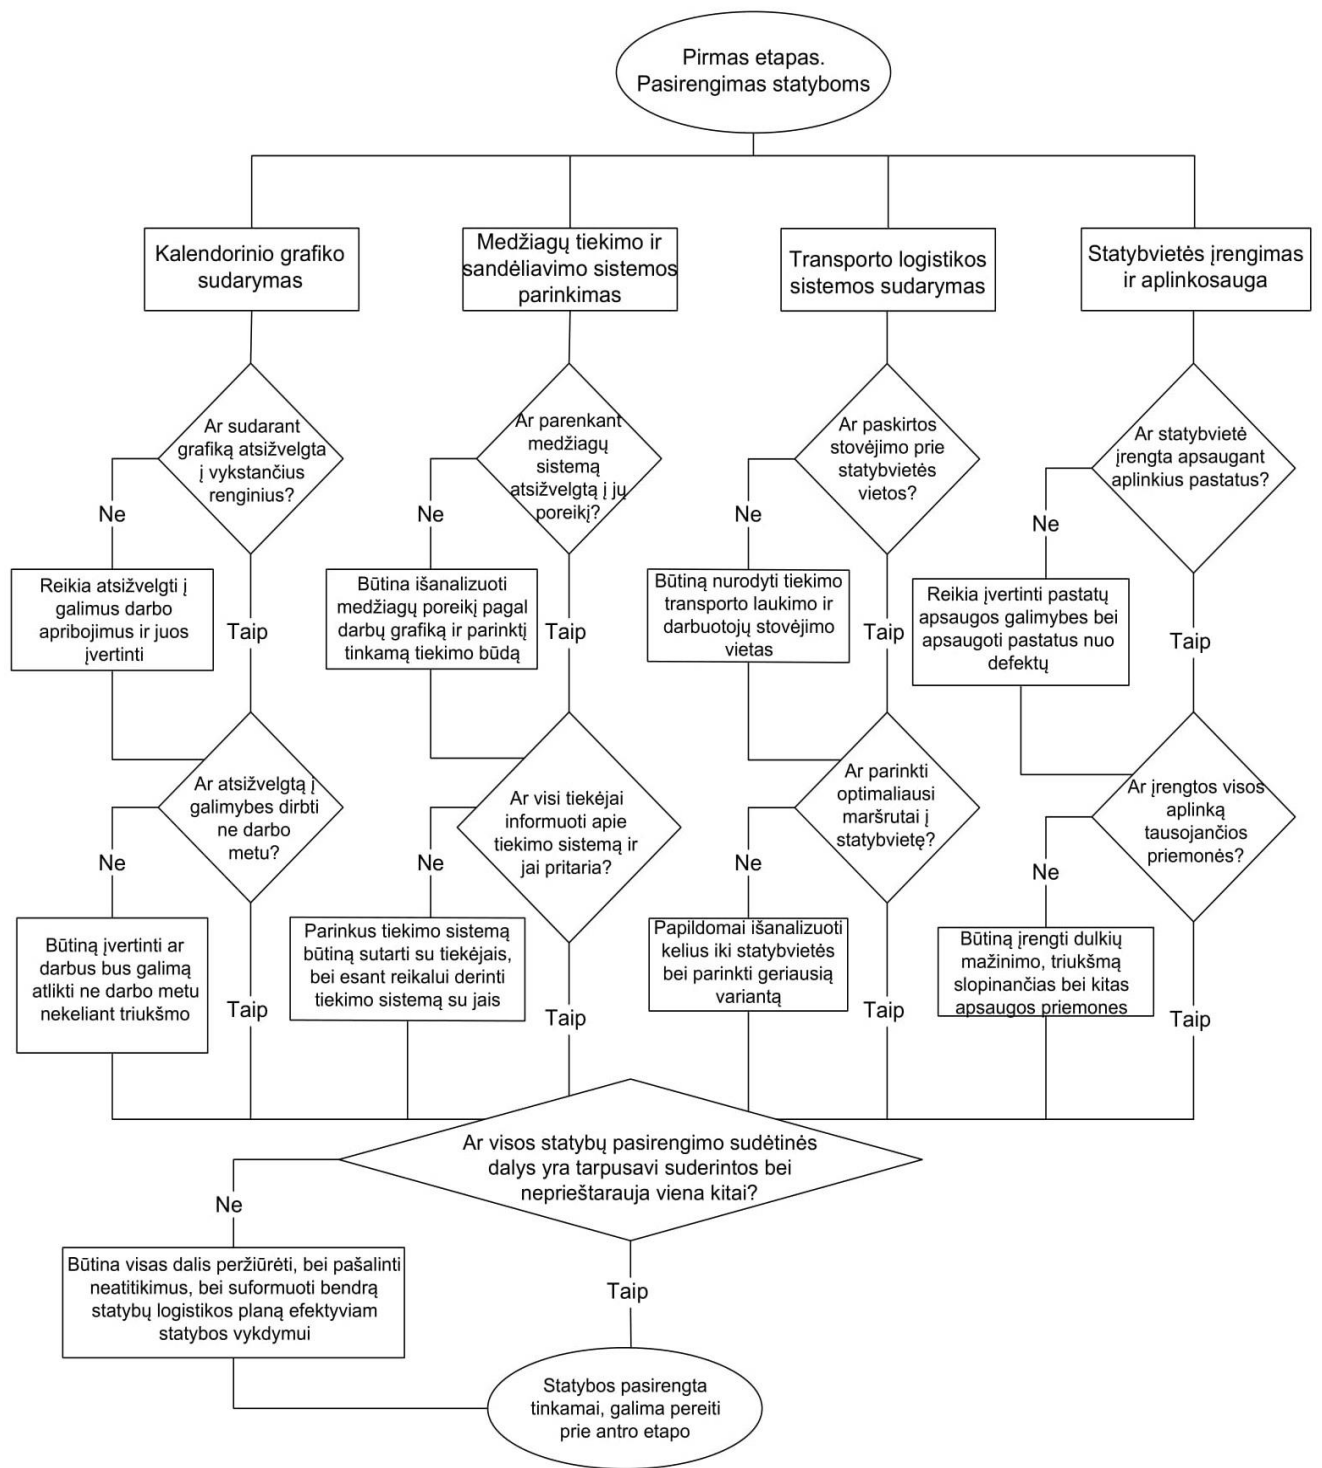 Pirmas etapas.
Pasirengimas statyboms
Kalendorinio grafiko
sudarymas
Medžiagų tiekimo ir
sandėliavimo sistemos
parinkimas
Transporto logistikos
sistemos sudarymas
Statybvietės įrengimas
ir aplinkosauga
Ar sudarant
grafiką atsižvelgta
į vykstančius
renginius?
Ar parenkant
medžiagų
sistemą
atsižvelgtą į jų
poreikį?
Ar paskirtos
stovėjimo prie
statybvietės
vietos?
Ar statybvietė
įrengta apsaugant
aplinkius pastatus?
Ne
Ne
Ne
Ne
Reikia atsižvelgti į
galimus darbo
apribojimus ir juos
įvertinti
Taip
Būtina išanalizuoti
medžiagų poreikį pagal
darbų grafiką ir parinktį
tinkamą tiekimo būdą
Taip
Būtiną nurodyti tiekimo
transporto laukimo ir
darbuotojų stovėjimo
vietas
Taip
Reikia įvertinti pastatų
apsaugos galimybes bei
apsaugoti pastatus nuo
defektų
Taip
Ar atsižvelgtą į
galimybes dirbti
ne darbo
metu?
Ar visi tiekėjai
informuoti apie
tiekimo sistemą ir
jai pritaria?
Ar parinkti
optimaliausi
maršrutai į
statybvietę?
Ar įrengtos visos
aplinką
tausojančios
priemonės?
Ne
Ne
Ne
Ne
Būtiną įvertinti ar
darbus bus galimą
atlikti ne darbo metu
nekeliant triukšmo
Taip
Parinkus tiekimo sistemą
būtiną sutarti su tiekėjais,
bei esant reikalui derinti
tiekimo sistemą su jais
Taip
Papildomai išanalizuoti
kelius iki statybvietės
bei parinkti geriausią
variantą
Taip
Būtiną įrengti dulkių
mažinimo, triukšmą
slopinančias bei kitas
apsaugos priemones
Taip
Ar visos statybų pasirengimo sudėtinės
dalys yra tarpusavi suderintos bei
neprieštarauja viena kitai?
Ne
Būtina visas dalis peržiūrėti, bei pašalinti
neatitikimus, bei suformuoti bendrą
statybų logistikos planą efektyviam
statybos vykdymui
Taip
Statybos pasirengta
tinkamai, galima pereiti
prie antro etapo